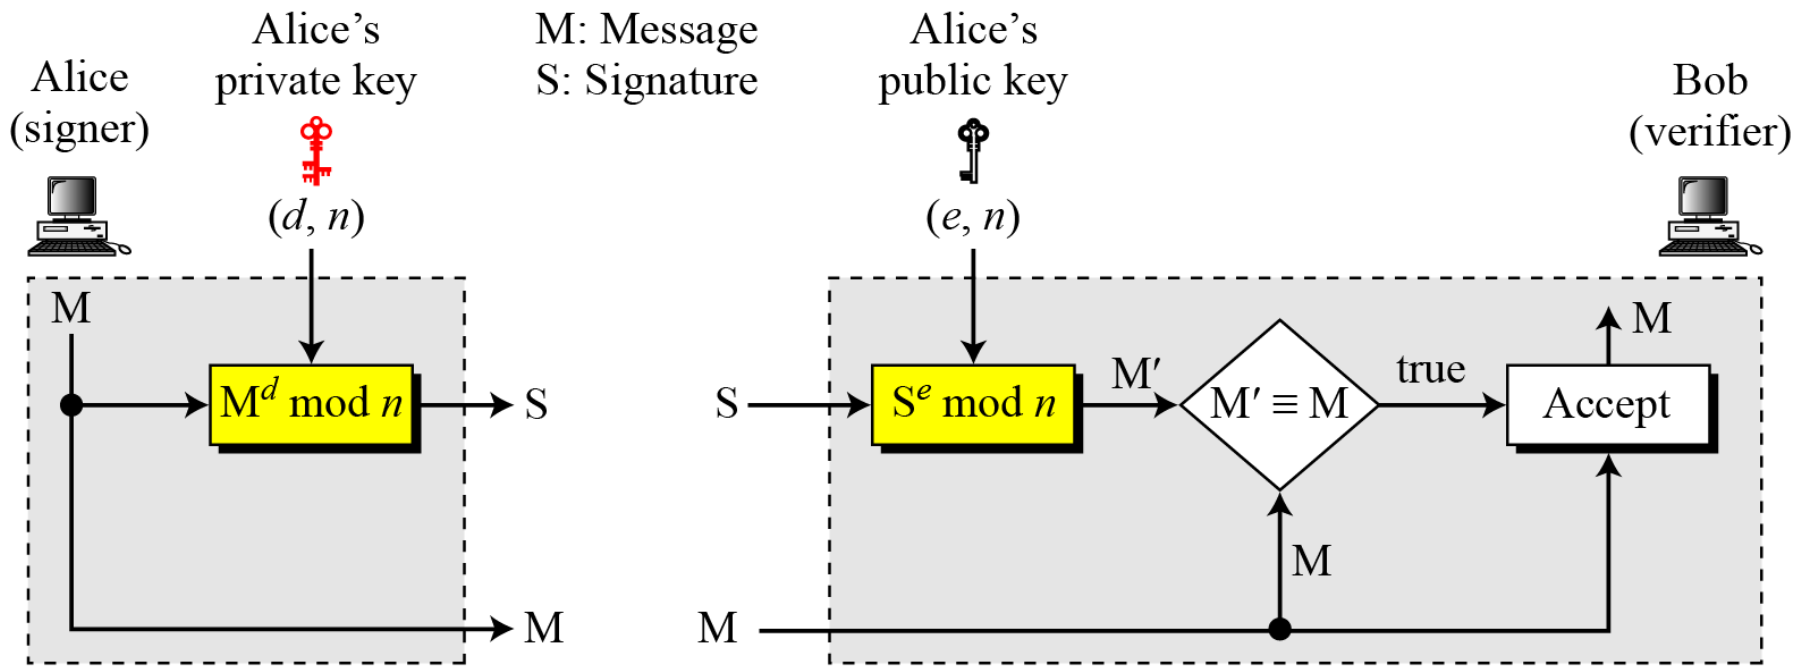 Alice
(signer)
Alice's
private key
(d, n)
M: Message
S: Signature
Alice's
public key
(e, n)
Bob
(verifier)
M
M^d mod n
S
M
S
S^e mod n
M′
M′ ≡ M
true
Accept
M
M
M